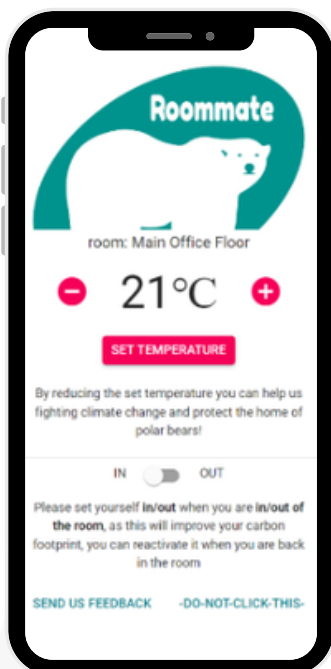 Roommate
room: Main Office Floor
21°C
SET TEMPERATURE
By reducing the set temperature you can help us
fighting climate change and protect the home of
polar bears!
IN OUT
Please set yourself in/out when you are in/out of
the room, as this will improve your carbon
footprint, you can reactivate it when you are back
in the room
SEND US FEEDBACK -DO-NOT-CLICK-THIS-